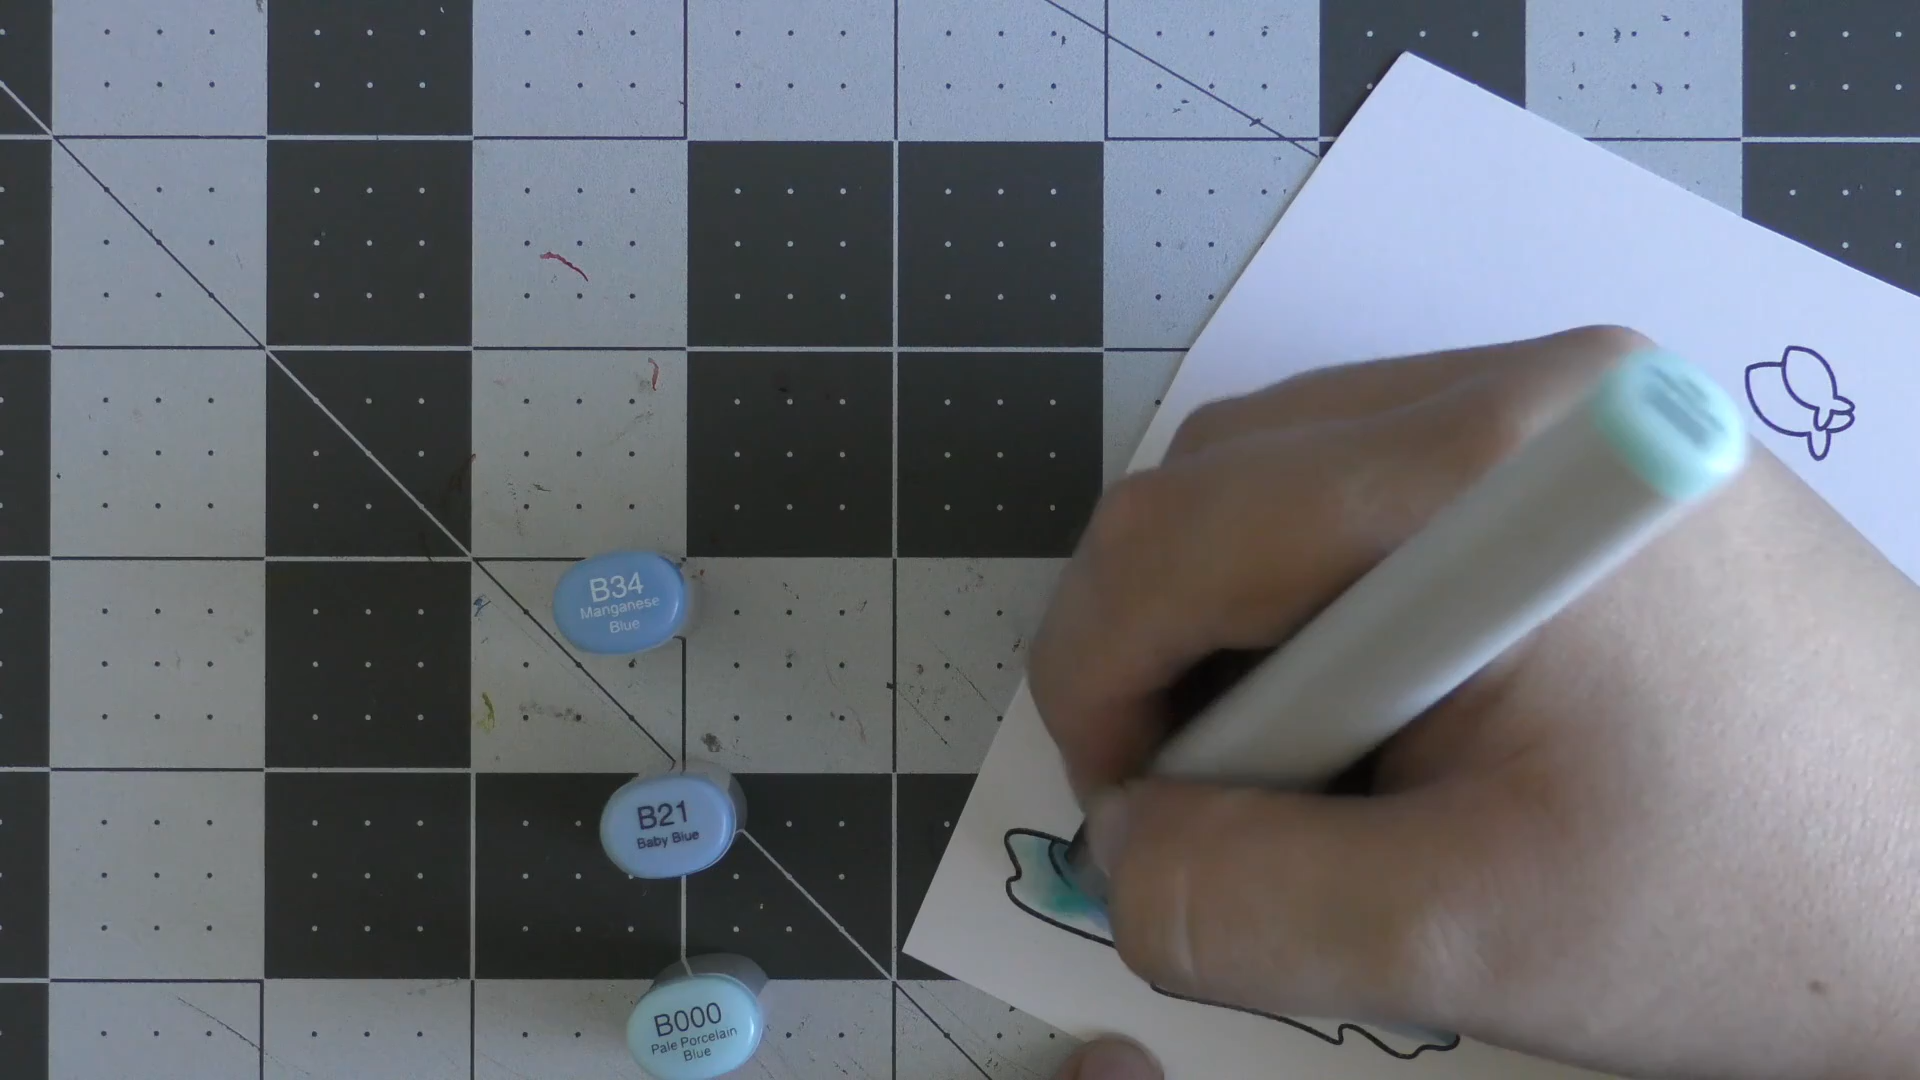 B34
Manganese
Blue
B21
Baby Blue
B000
Pale Porcelain
Blue